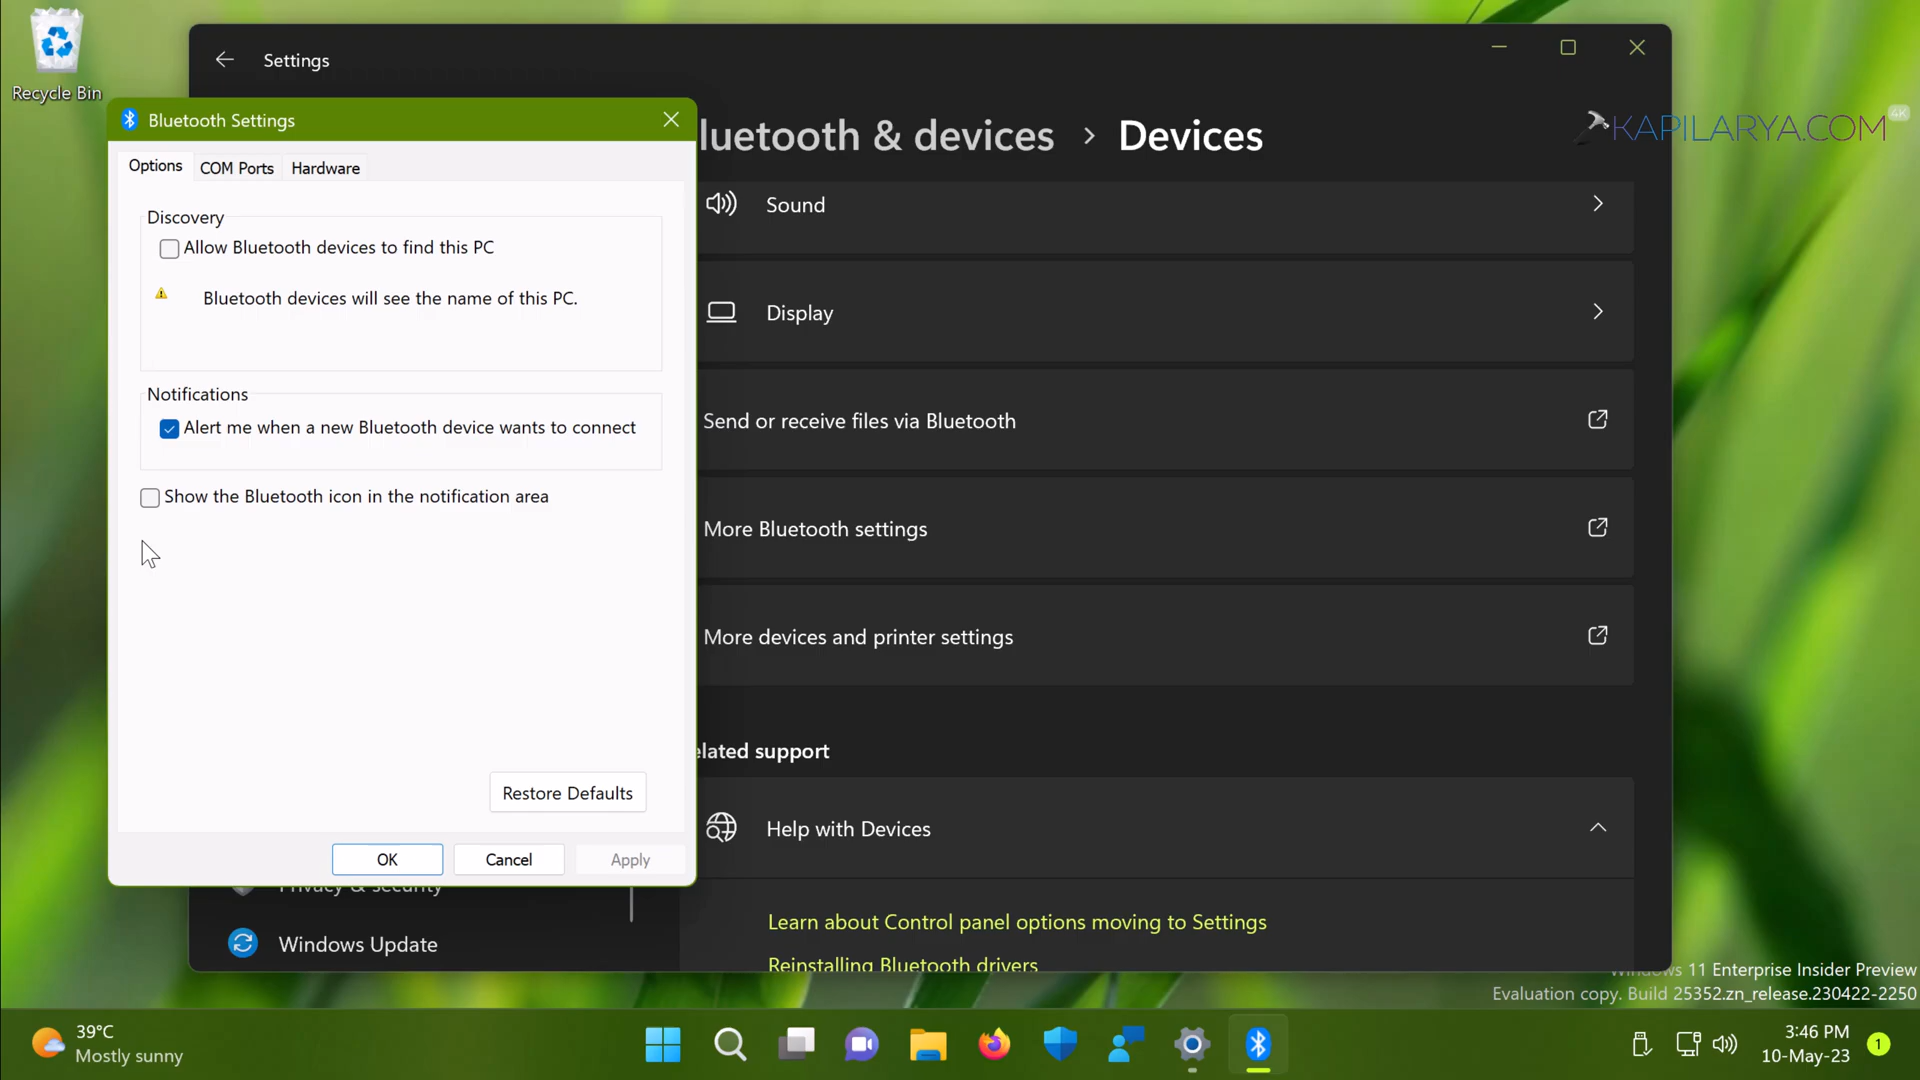 Recycle Bin
Settings
Bluetooth Settings
luetooth & devices > Devices
KAPILARYA.COM
4K
Options
COM Ports
Hardware
Discovery
Allow Bluetooth devices to find this PC
Bluetooth devices will see the name of this PC.
Notifications
Alert me when a new Bluetooth device wants to connect
Show the Bluetooth icon in the notification area
Restore Defaults
OK
Cancel
Apply
Sound
Display
Send or receive files via Bluetooth
More Bluetooth settings
More devices and printer settings
elated support
Help with Devices
Learn about Control panel options moving to Settings
Reinstalling Bluetooth drivers
Privacy & security
Windows Update
Windows 11 Enterprise Insider Preview
Evaluation copy. Build 25352.zn_release.230422-2250
39°C
Mostly sunny
3:46 PM
10-May-23
1